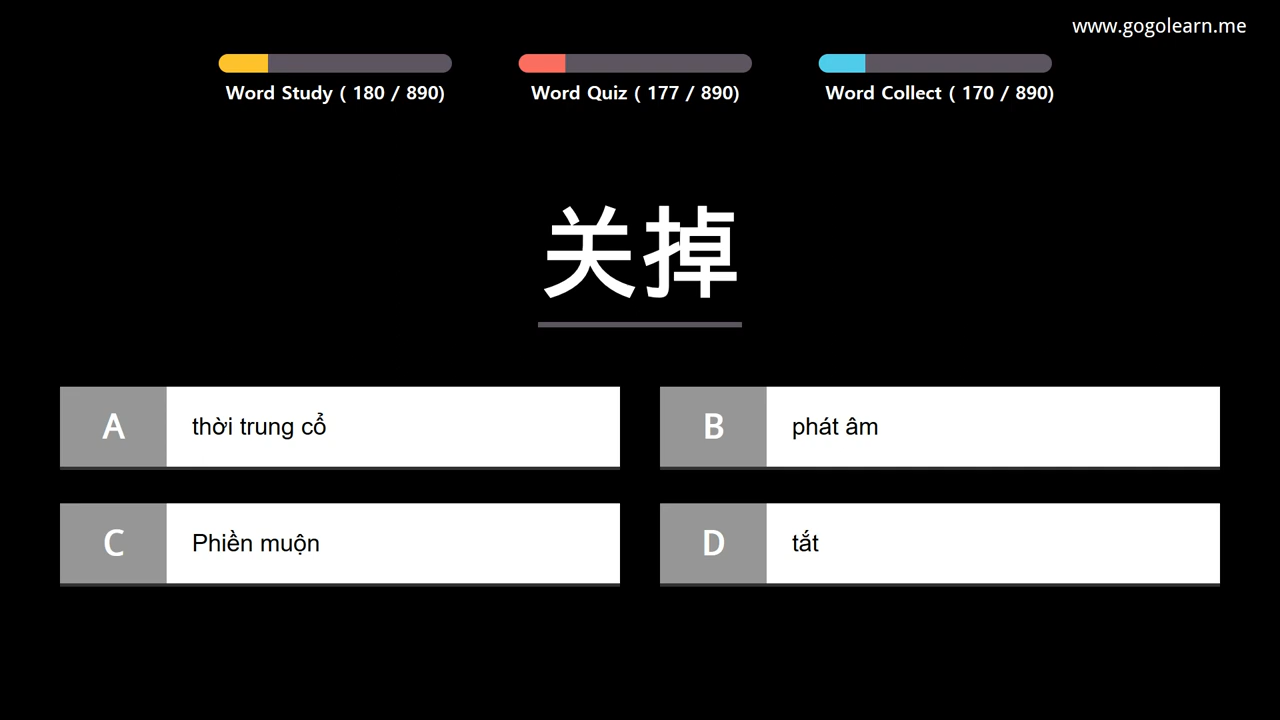 www.gogolearn.me
Word Study ( 180 / 890)
Word Quiz ( 177 / 890)
Word Collect ( 170 / 890)
关掉
A thời trung cổ
B phát âm
C Phiền muộn
D tắt